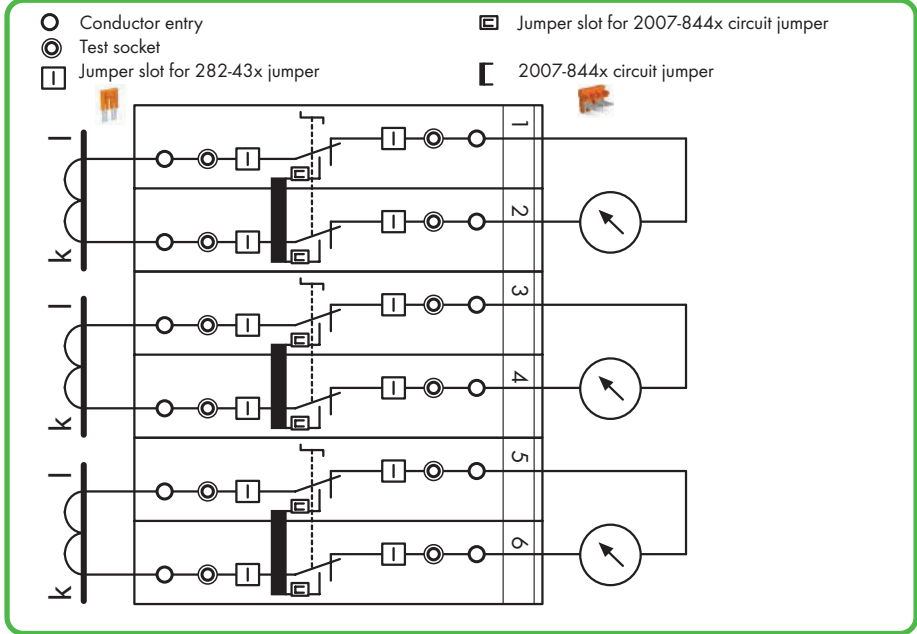 Conductor entry
Jumper slot for 2007-844x circuit jumper
Test socket
Jumper slot for 282-43x jumper
2007-844x circuit jumper
l
1
k
2
l
3
k
4
l
5
k
6